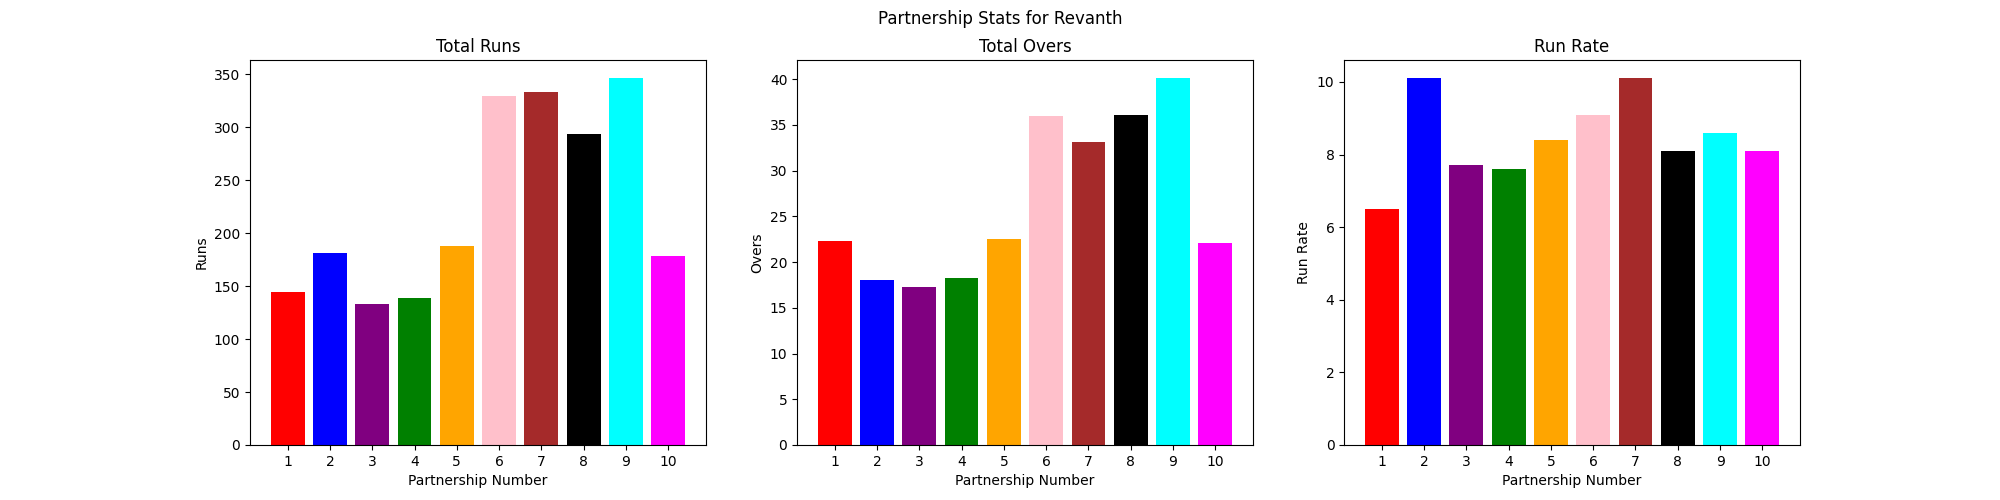 Partnership Stats for Revanth
Total Runs
Runs
350
300
250
200
150
100
50
0
1 2 3 4 5 6 7 8 9 10
Partnership Number
Total Overs
Overs
40
35
30
25
20
15
10
5
0
1 2 3 4 5 6 7 8 9 10
Partnership Number
Run Rate
Run Rate
10
8
6
4
2
0
1 2 3 4 5 6 7 8 9 10
Partnership Number